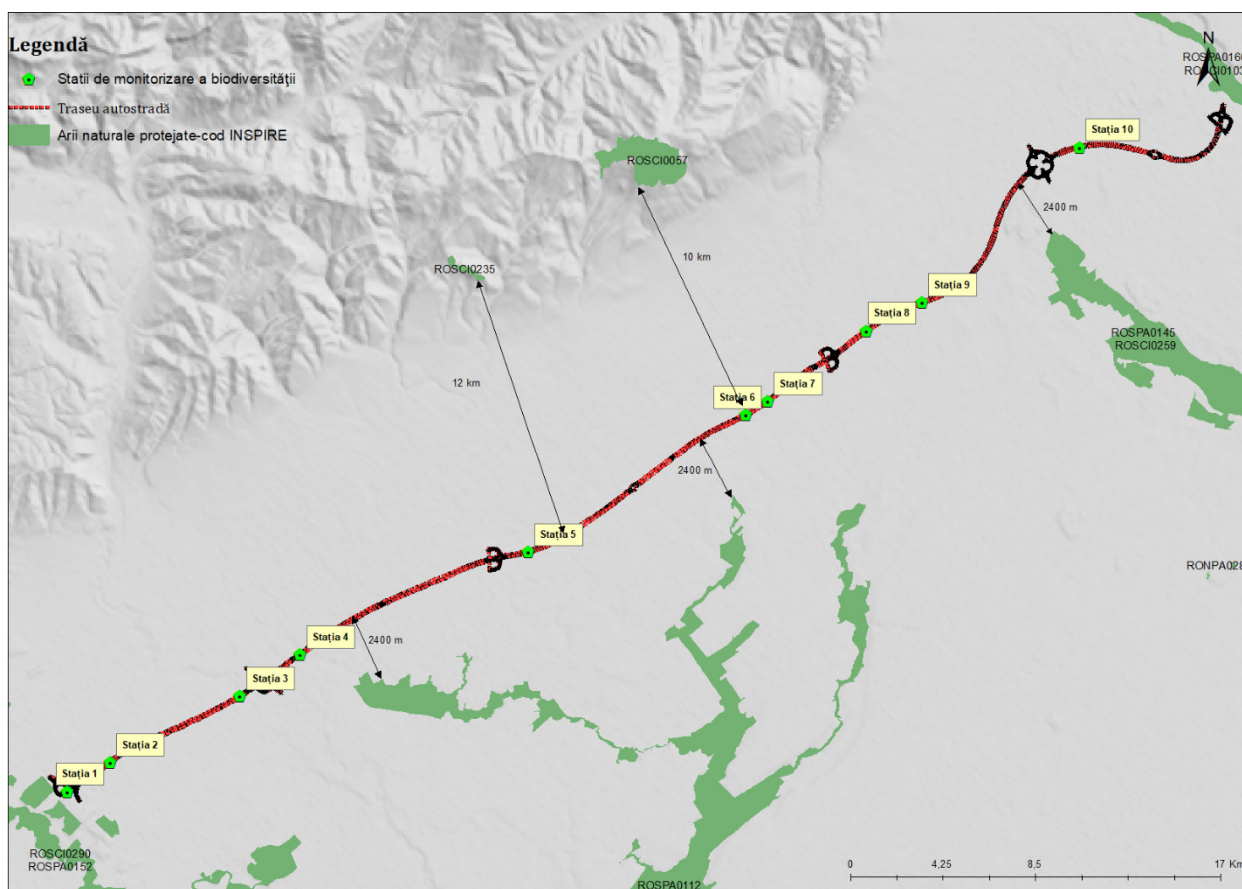 Legendă
Statii de monitorizare a biodiversității
Traseu autostradă
Arii naturale protejate-cod INSPIRE
N
ROSPA0160
ROSCI0103
Stația 10
ROSCI0057
2400 m
ROSCI0235
10 km
Stația 9
Stația 8
ROSPA0145
ROSCI0259
12 km
Stația 7
Stația 6
2400 m
Stația 5
RONPA028
Stația 4
2400 m
Stația 3
Stația 2
Stația 1
ROSCI0290
ROSPA0152
ROSPA0112
0 4,25 8,5 17 Km